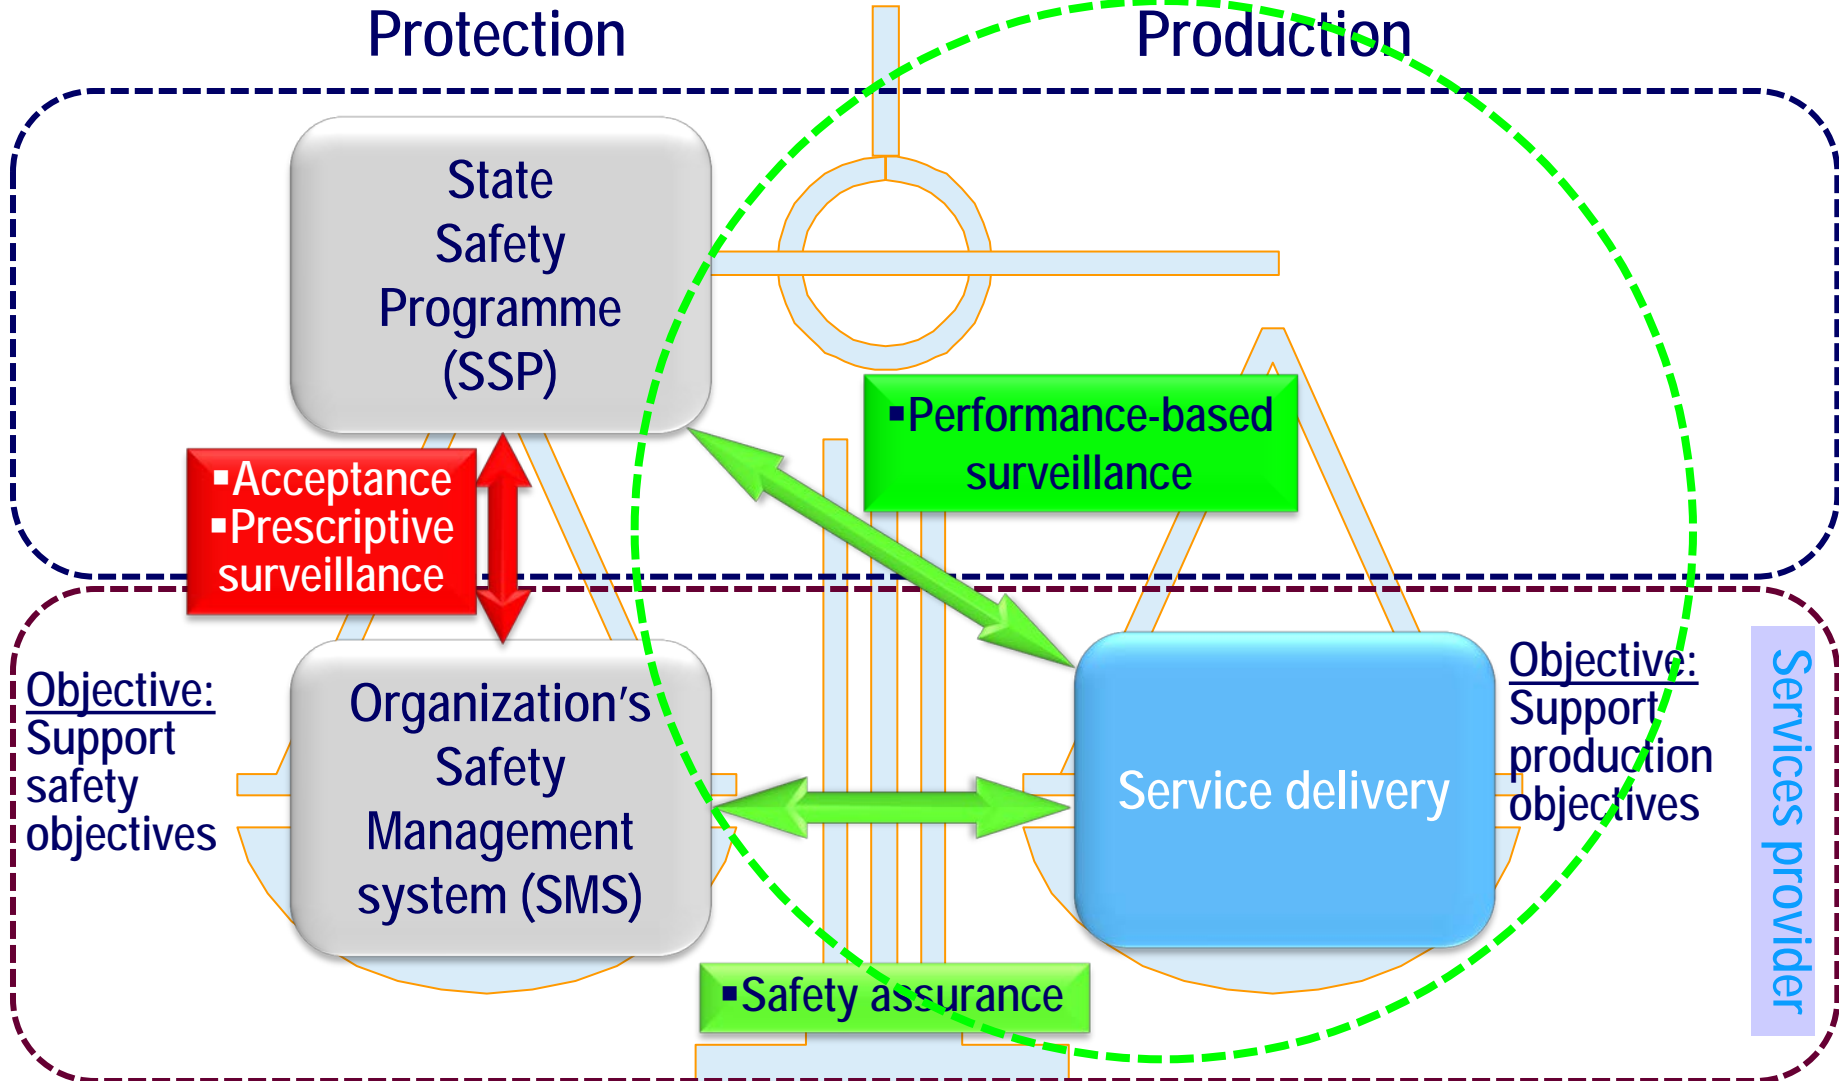 Protection
Production
State
Safety
Programme
(SSP)
▪Performance-based
surveillance
▪Acceptance
▪Prescriptive
surveillance
Objective:
Support
safety
objectives
Organization's
Safety
Management
system (SMS)
Service delivery
Objective:
Support
production
objectives
Services provider
▪Safety assurance